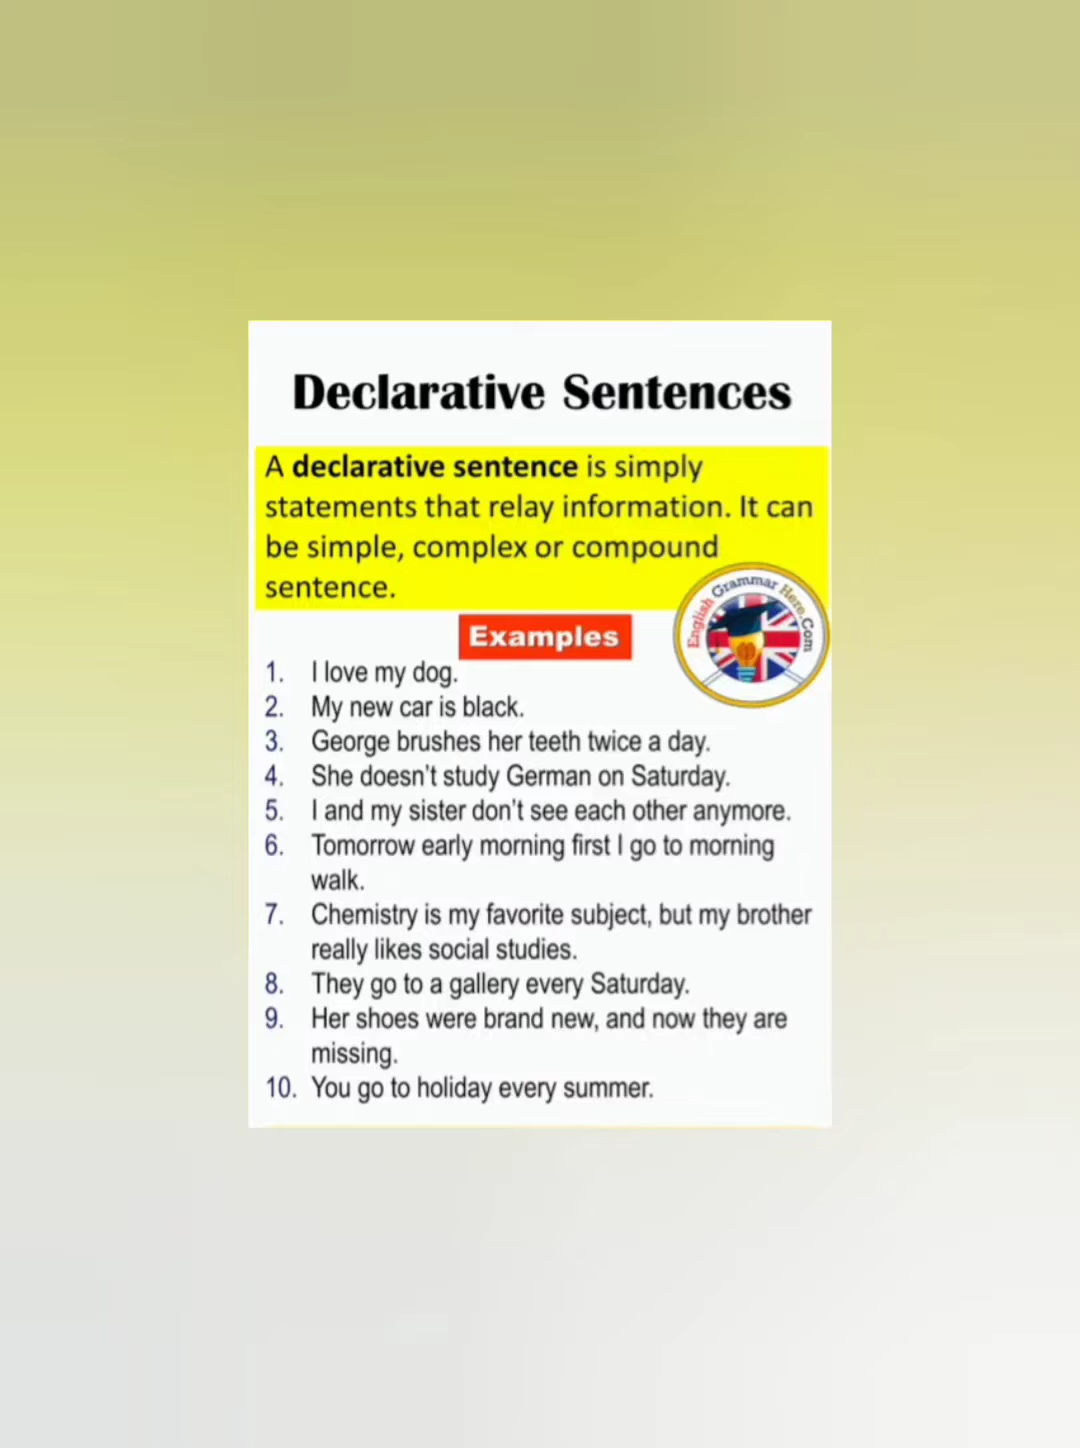 Declarative Sentences
A declarative sentence is simply
statements that relay information. It can
be simple, complex or compound
sentence.
English Grammar Here.Com
Examples
1. I love my dog.
2. My new car is black.
3. George brushes her teeth twice a day.
4. She doesn't study German on Saturday.
5. I and my sister don't see each other anymore.
6. Tomorrow early morning first I go to morning
walk.
7. Chemistry is my favorite subject, but my brother
really likes social studies.
8. They go to a gallery every Saturday.
9. Her shoes were brand new, and now they are
missing.
10. You go to holiday every summer.